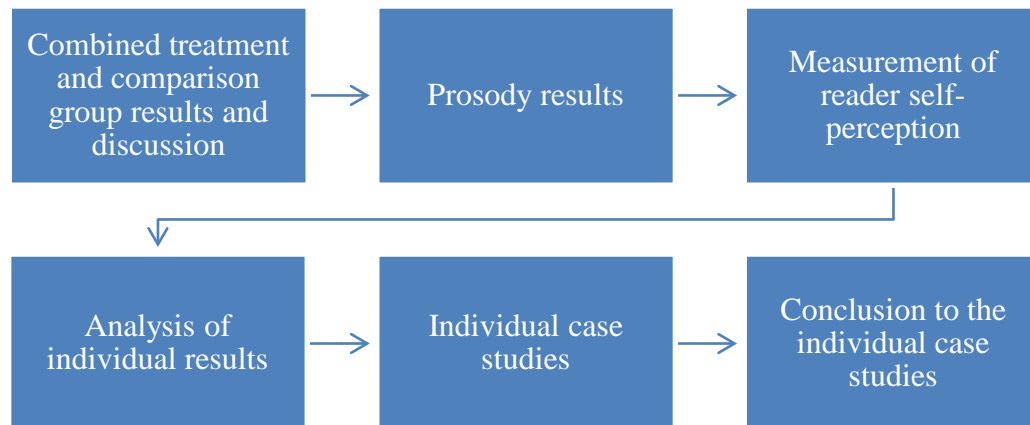 Combined treatment
and comparison
group results and
discussion
Prosody results
Measurement of
reader self-
perception
Analysis of
individual results
Individual case
studies
Conclusion to the
individual case
studies